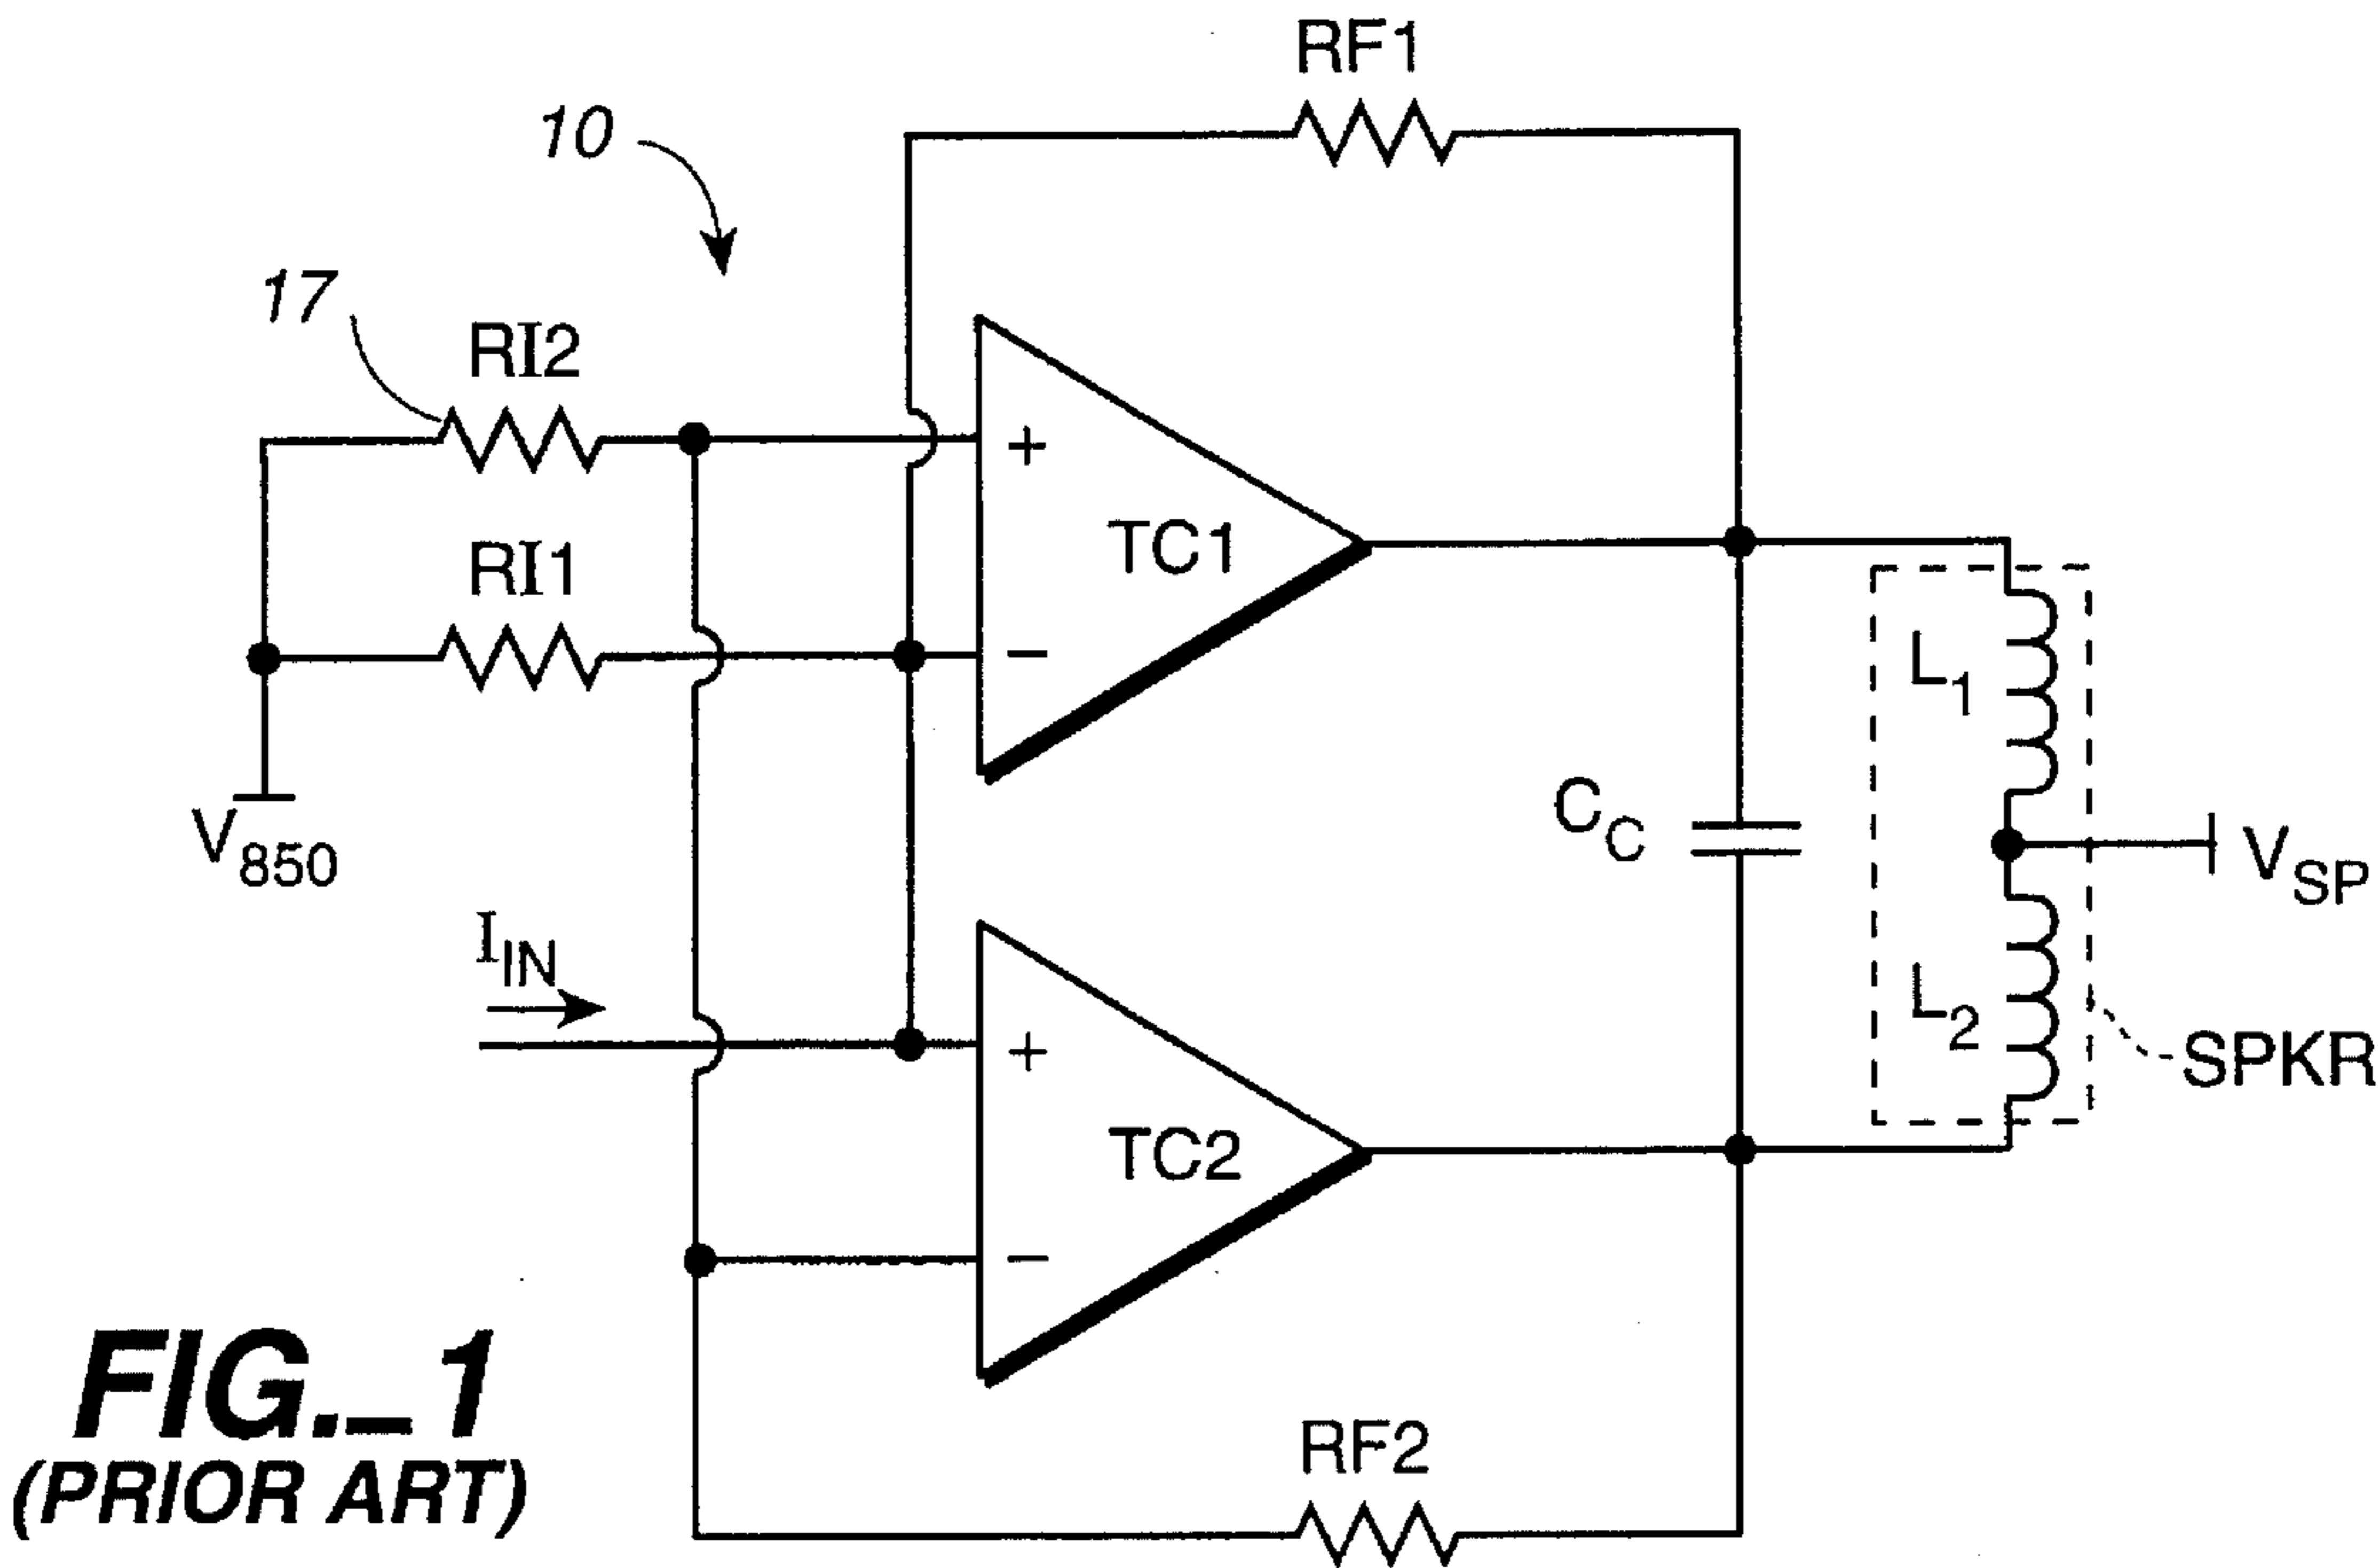 RF1
10
17
RI2
+
TC1
RI1
−
L1
CC
V850
VSP
IIN
+
L2
SPKR
TC2
−
RF2
FIG._1
(PRIOR ART)